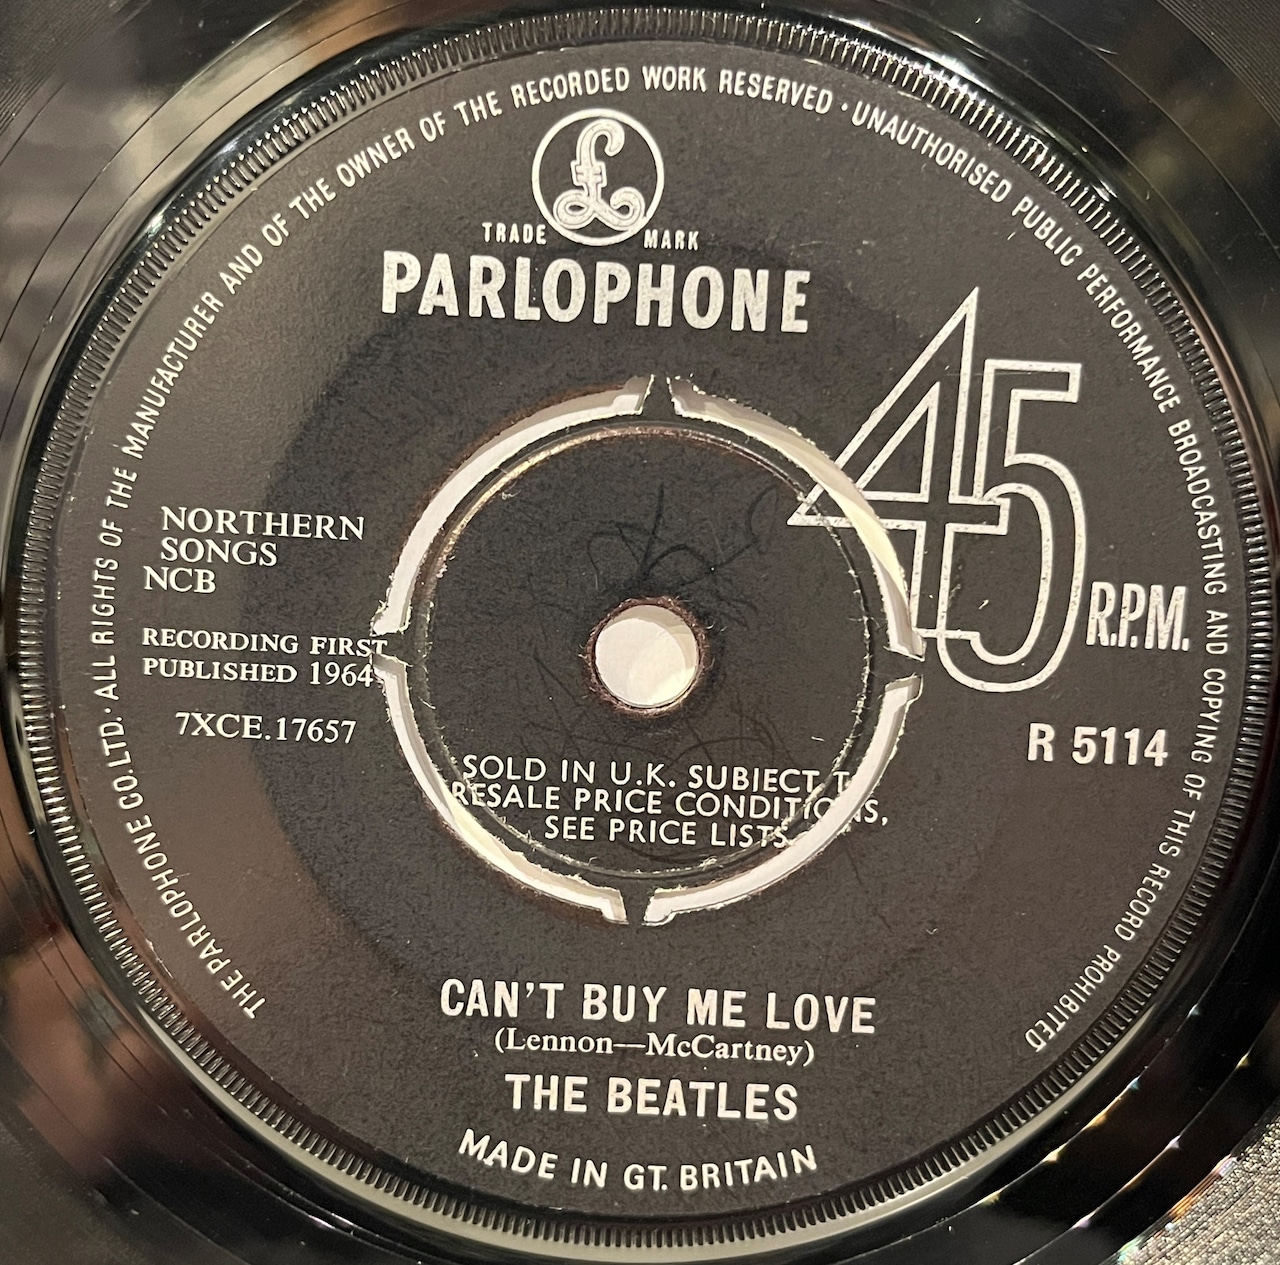 THE PARLOPHONE CO.LTD. · ALL RIGHTS OF THE MANUFACTURER AND OF THE OWNER OF THE RECORDED WORK RESERVED · UNAUTHORISED PUBLIC PERFORMANCE BROADCASTING AND COPYING OF THIS RECORD PROHIBITED
£
TRADE MARK
PARLOPHONE
45 R.P.M.
NORTHERN
SONGS
NCB
RECORDING FIRST
PUBLISHED 1964
7XCE.17657
R 5114
SOLD IN U.K. SUBJECT T
RESALE PRICE CONDITIONS,
SEE PRICE LISTS
CAN'T BUY ME LOVE
(Lennon—McCartney)
THE BEATLES
MADE IN GT. BRITAIN